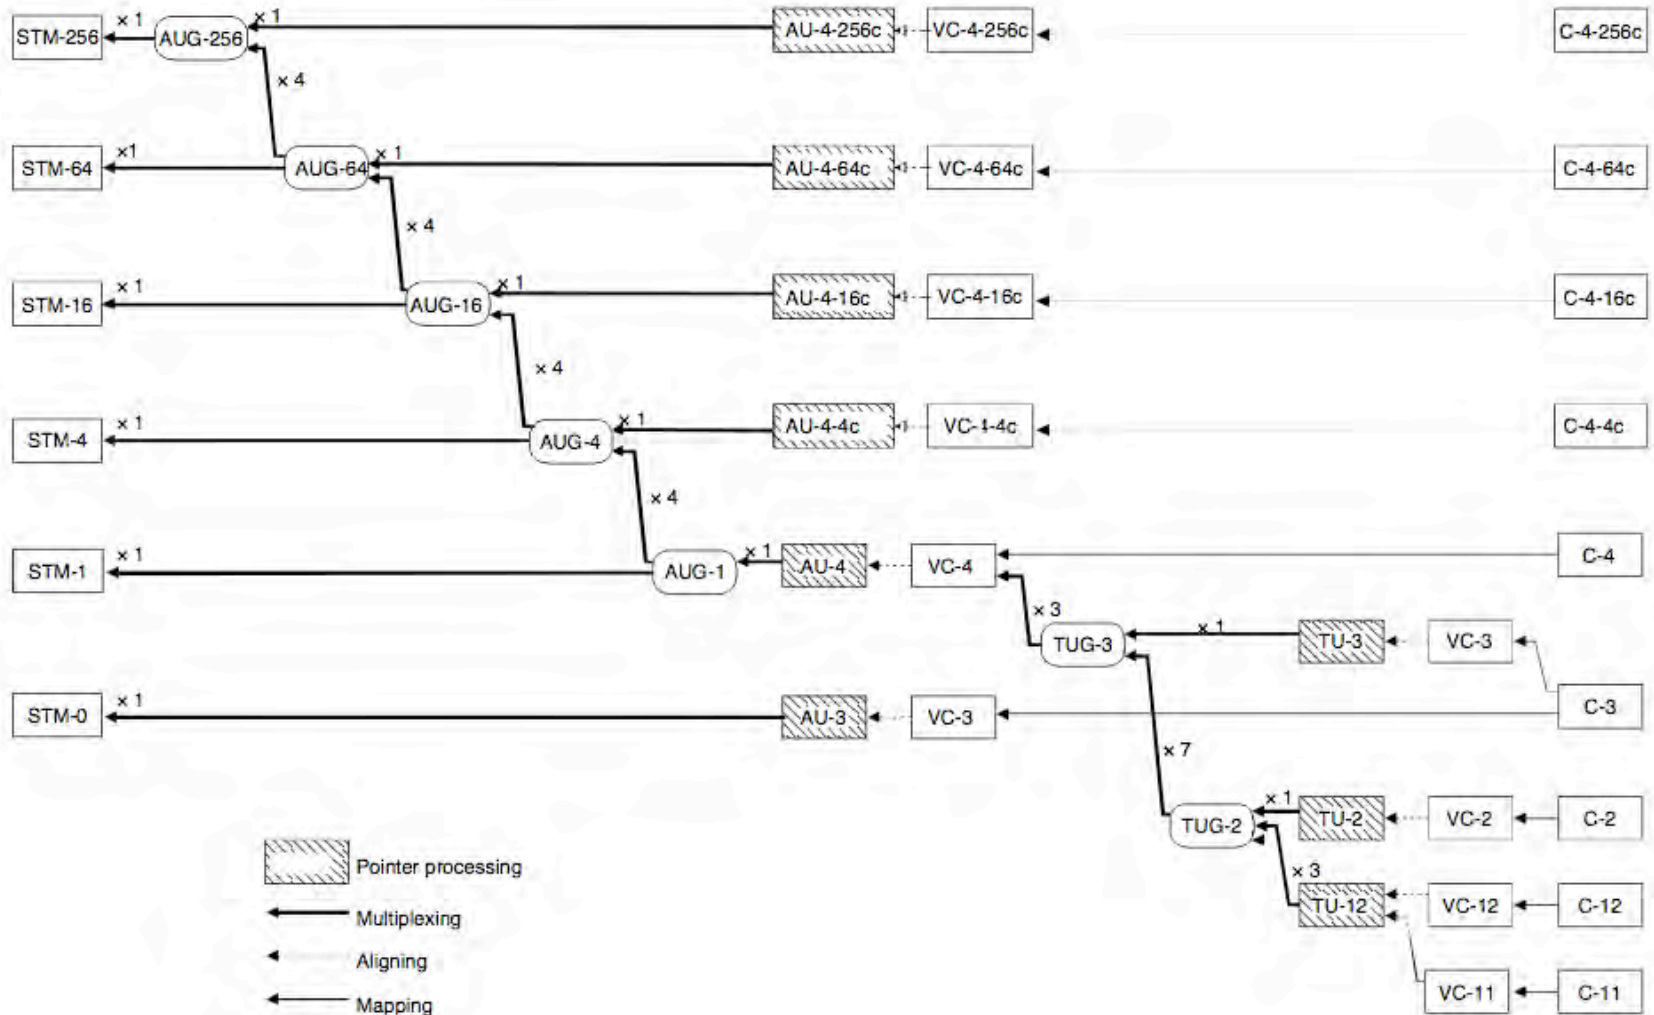 STM-256 × 1 AUG-256 × 1 AU-4-256c VC-4-256c C-4-256c
× 4
STM-64 ×1 AUG-64 × 1 AU-4-64c VC-4-64c C-4-64c
× 4
STM-16 × 1 AUG-16 × 1 AU-4-16c VC-4-16c C-4-16c
× 4
STM-4 × 1 AUG-4 × 1 AU-4-4c VC-4-4c C-4-4c
× 4
STM-1 × 1 AUG-1 × 1 AU-4 VC-4 C-4
× 3
TUG-3 × 1 TU-3 VC-3
STM-0 × 1 AU-3 VC-3 C-3
× 7
TUG-2 × 1 TU-2 VC-2 C-2
× 3
TU-12 VC-12 C-12
VC-11 C-11
Pointer processing
Multiplexing
Aligning
Mapping